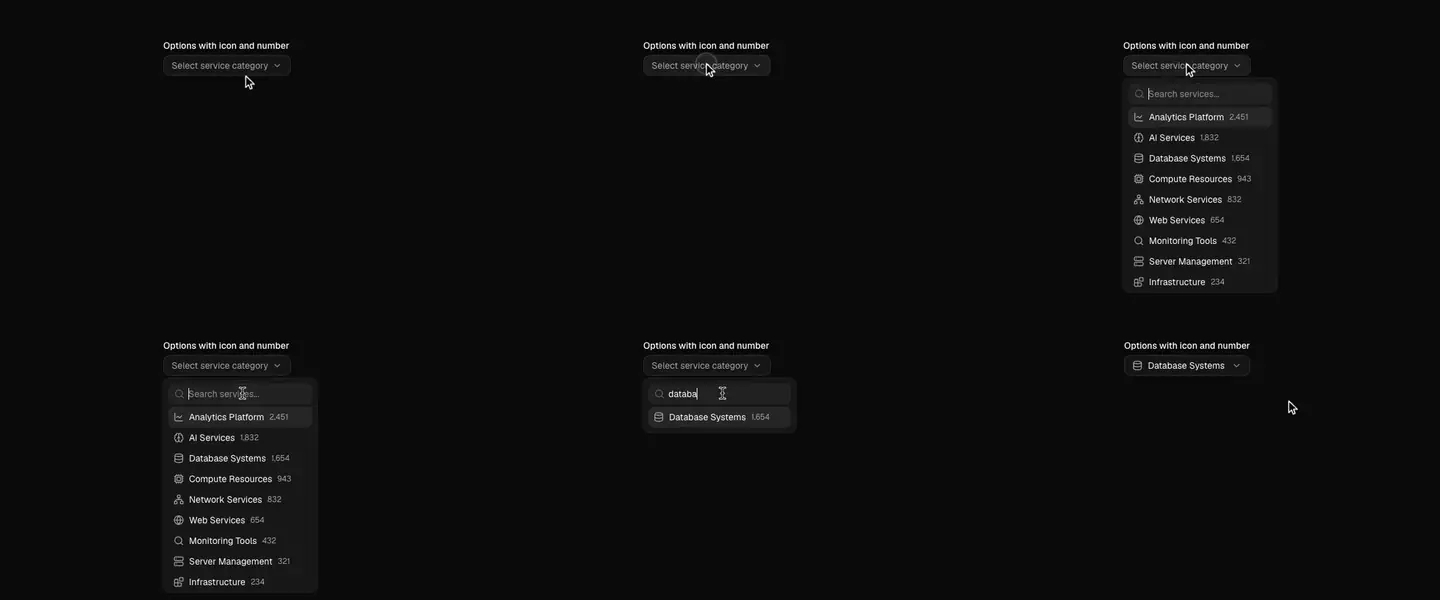 Options with icon and number
Select service category
Options with icon and number
Select service category
Options with icon and number
Select service category
Search services...
Analytics Platform 2,451
AI Services 1,832
Database Systems 1,654
Compute Resources 943
Network Services 832
Web Services 654
Monitoring Tools 432
Server Management 321
Infrastructure 234
Options with icon and number
Select service category
Search services...
Analytics Platform 2,451
AI Services 1,832
Database Systems 1,654
Compute Resources 943
Network Services 832
Web Services 654
Monitoring Tools 432
Server Management 321
Infrastructure 234
Options with icon and number
Select service category
databa
Database Systems 1,654
Options with icon and number
Database Systems